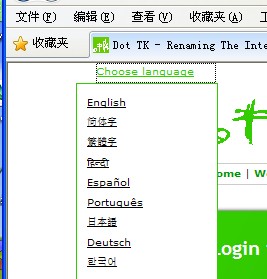 文件(F) 编辑(E) 查看(V) 收藏夹(A)
收藏夹 Dot TK - Renaming The Inte
Choose language
English
简体字
繁體字
हिन्दी
Español
Português
日本語
Deutsch
한국어
.tk
ome | W
Login